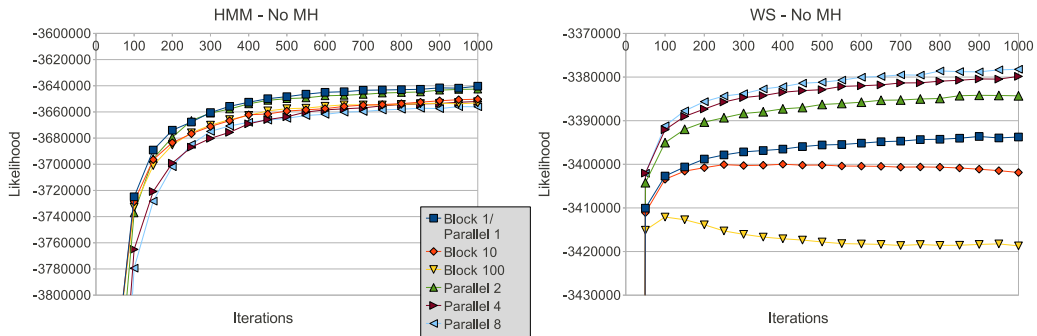 HMM - No MH
-3600000
0 100 200 300 400 500 600 700 800 900 1000
-3620000
-3640000
-3660000
-3680000
-3700000
-3720000
-3740000
-3760000
-3780000
-3800000
Likelihood
Iterations
Block 1/
Parallel 1
Block 10
Block 100
Parallel 2
Parallel 4
Parallel 8
WS - No MH
-3370000
0 100 200 300 400 500 600 700 800 900 1000
-3380000
-3390000
-3400000
-3410000
-3420000
-3430000
Likelihood
Iterations